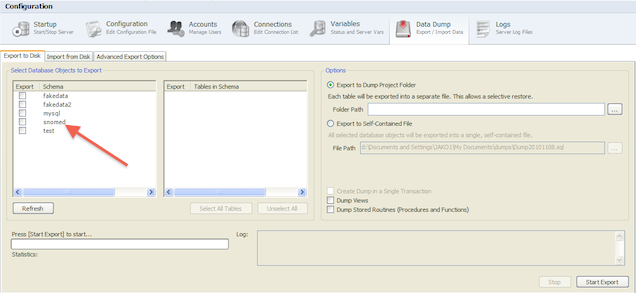 Configuration
Startup
Start/Stop Server
Configuration
Edit Configuration File
Accounts
Manage Users
Connections
Edit Connection List
Variables
Status and Server Vars
Data Dump
Export / Import Data
Logs
Server Log Files
Export to Disk
Import from Disk
Advanced Export Options
Select Database Objects to Export
Export Schema
fakedata
fakedata2
mysql
snomed
test
Export Tables in Schema
Refresh
Select All Tables
Unselect All
Options
Export to Dump Project Folder
Each table will be exported into a separate file. This allows a selective restore.
Folder Path
...
Export to Self-Contained File
All selected database objects will be exported into a single, self-contained file.
File Path d:\Documents and Settings\JAKO1\My Documents\dumps\Dump20101108.sql
...
Create Dump in a Single Transaction
Dump Views
Dump Stored Routines (Procedures and Functions)
Press [Start Export] to start...
Statistics:
Log:
Stop
Start Export